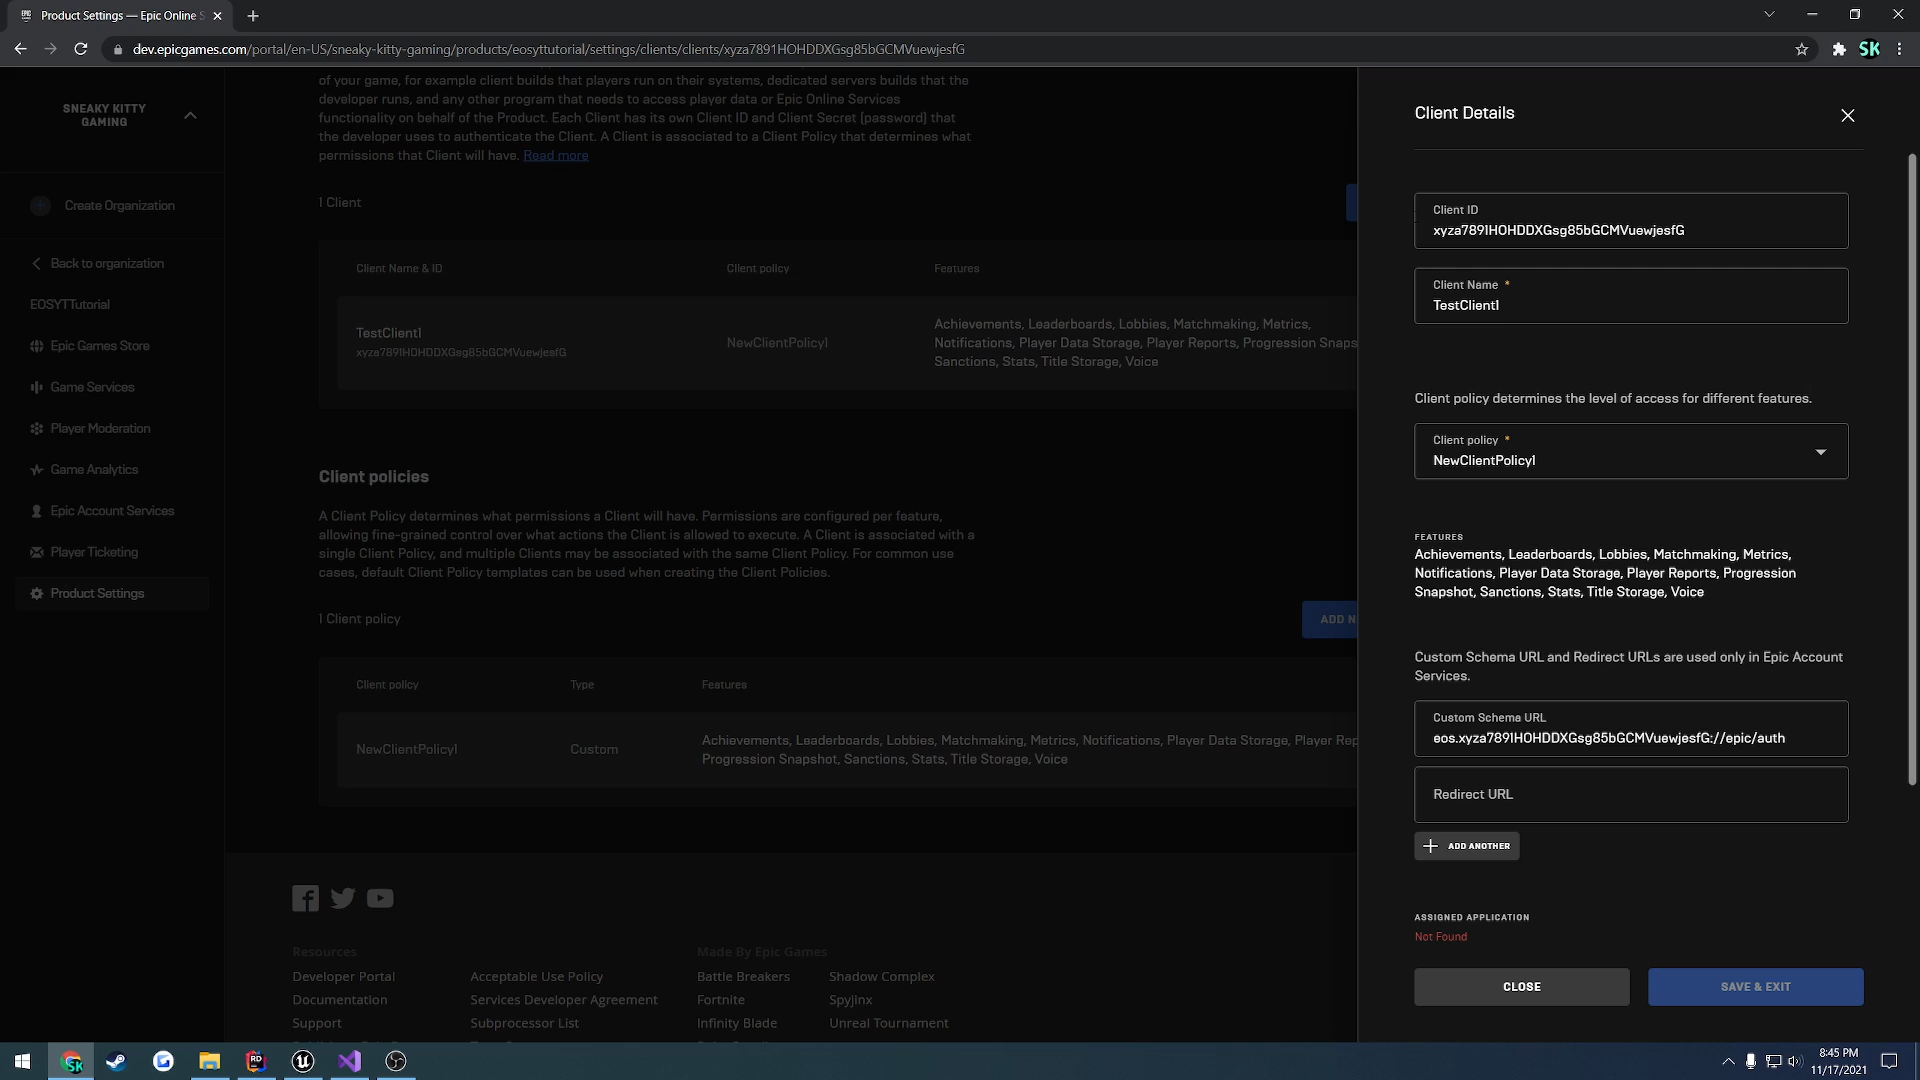 Product Settings — Epic Online S
dev.epicgames.com/portal/en-US/sneaky-kitty-gaming/products/eosyttutorial/settings/clients/clients/xyza7891HOHDDXGsg85bGCMVuewjesfG
SK
SNEAKY KITTY
GAMING
Create Organization
Back to organization
EOSYTTutorial
Epic Games Store
Game Services
Player Moderation
Game Analytics
Epic Account Services
Player Ticketing
Product Settings
of your game, for example client builds that players run on their systems, dedicated servers builds that the
developer runs, and any other program that needs to access player data or Epic Online Services
functionality on behalf of the Product. Each Client has its own Client ID and Client Secret (password) that
the developer uses to authenticate the Client. A Client is associated to a Client Policy that determines what
permissions that Client will have. Read more
1 Client
Client Name & ID
Client policy
Features
TestClient1
xyza7891HOHDDXGsg85bGCMVuewjesfG
NewClientPolicy1
Achievements, Leaderboards, Lobbies, Matchmaking, Metrics,
Notifications, Player Data Storage, Player Reports, Progression Snaps
Sanctions, Stats, Title Storage, Voice
Client policies
A Client Policy determines what permissions a Client will have. Permissions are configured per feature,
allowing fine-grained control over what actions the Client is allowed to execute. A Client is associated with a
single Client Policy, and multiple Clients may be associated with the same Client Policy. For common use
cases, default Client Policy templates can be used when creating the Client Policies.
1 Client policy
ADD N
Client policy
Type
Features
NewClientPolicy1
Custom
Achievements, Leaderboards, Lobbies, Matchmaking, Metrics, Notifications, Player Data Storage, Player Rep
Progression Snapshot, Sanctions, Stats, Title Storage, Voice
Resources
Developer Portal
Documentation
Support
Acceptable Use Policy
Services Developer Agreement
Subprocessor List
Made By Epic Games
Battle Breakers
Fortnite
Infinity Blade
Shadow Complex
Spyjinx
Unreal Tournament
Client Details
Client ID
xyza7891HOHDDXGsg85bGCMVuewjesfG
Client Name *
TestClient1
Client policy determines the level of access for different features.
Client policy *
NewClientPolicy1
FEATURES
Achievements, Leaderboards, Lobbies, Matchmaking, Metrics,
Notifications, Player Data Storage, Player Reports, Progression
Snapshot, Sanctions, Stats, Title Storage, Voice
Custom Schema URL and Redirect URLs are used only in Epic Account
Services.
Custom Schema URL
eos.xyza7891HOHDDXGsg85bGCMVuewjesfG://epic/auth
Redirect URL
ADD ANOTHER
ASSIGNED APPLICATION
Not Found
CLOSE
SAVE & EXIT
8:45 PM
11/17/2021